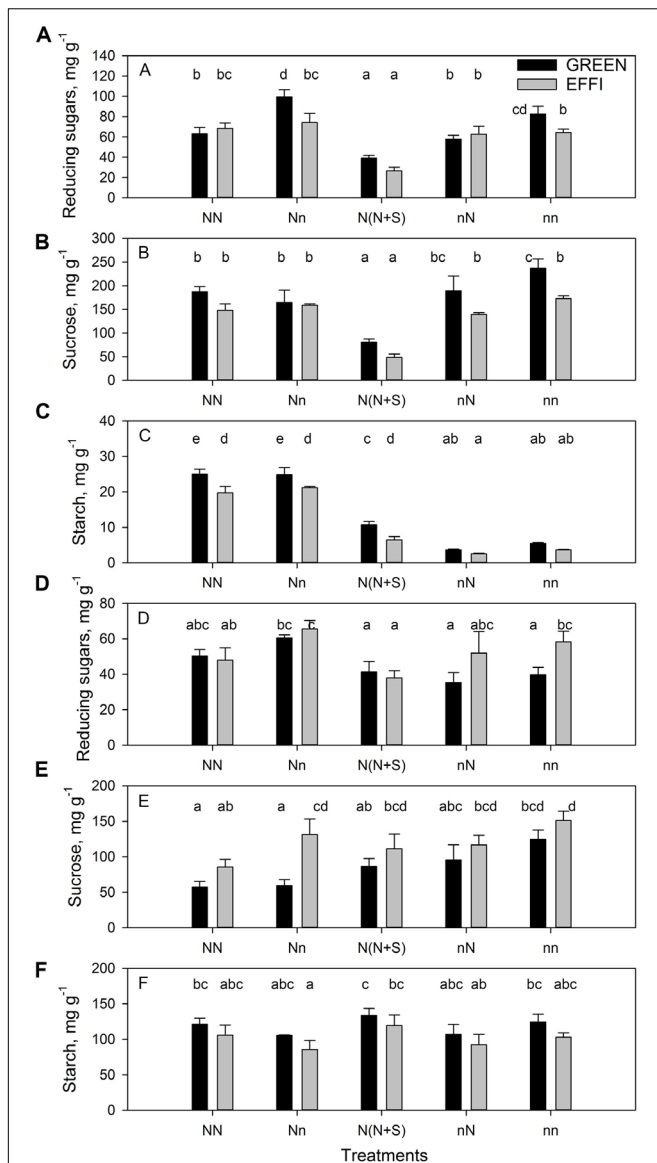 A
Reducing sugars, mg g-1
140
120
100
80
60
40
20
0
A
b bc d bc a a b b cd b
GREEN
EFFI
NN Nn N(N+S) nN nn
B
Sucrose, mg g-1
300
250
200
150
100
50
0
B
b b b b a a bc b c b
NN Nn N(N+S) nN nn
C
Starch, mg g-1
40
30
20
10
0
C
e d e d c d ab a ab ab
NN Nn N(N+S) nN nn
D
Reducing sugars, mg g-1
80
60
40
20
0
D
abc ab bc c a a a abc a bc
NN Nn N(N+S) nN nn
E
Sucrose, mg g-1
200
150
100
50
0
E
a ab a cd ab bcd abc bcd bcd d
NN Nn N(N+S) nN nn
F
Starch, mg g-1
200
150
100
50
0
F
bc abc abc a c bc abc ab bc abc
NN Nn N(N+S) nN nn
Treatments